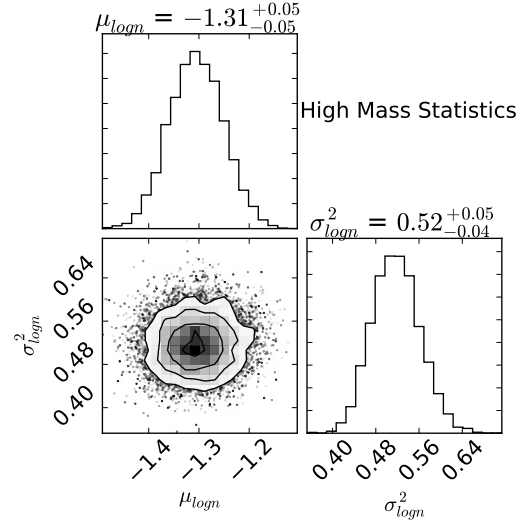 μ_logn = −1.31^{+0.05}_{−0.05}
High Mass Statistics
σ²_logn = 0.52^{+0.05}_{−0.04}
0.64
0.56
0.48
0.40
σ²_logn
−1.4 −1.3 −1.2
μ_logn
0.40 0.48 0.56 0.64
σ²_logn